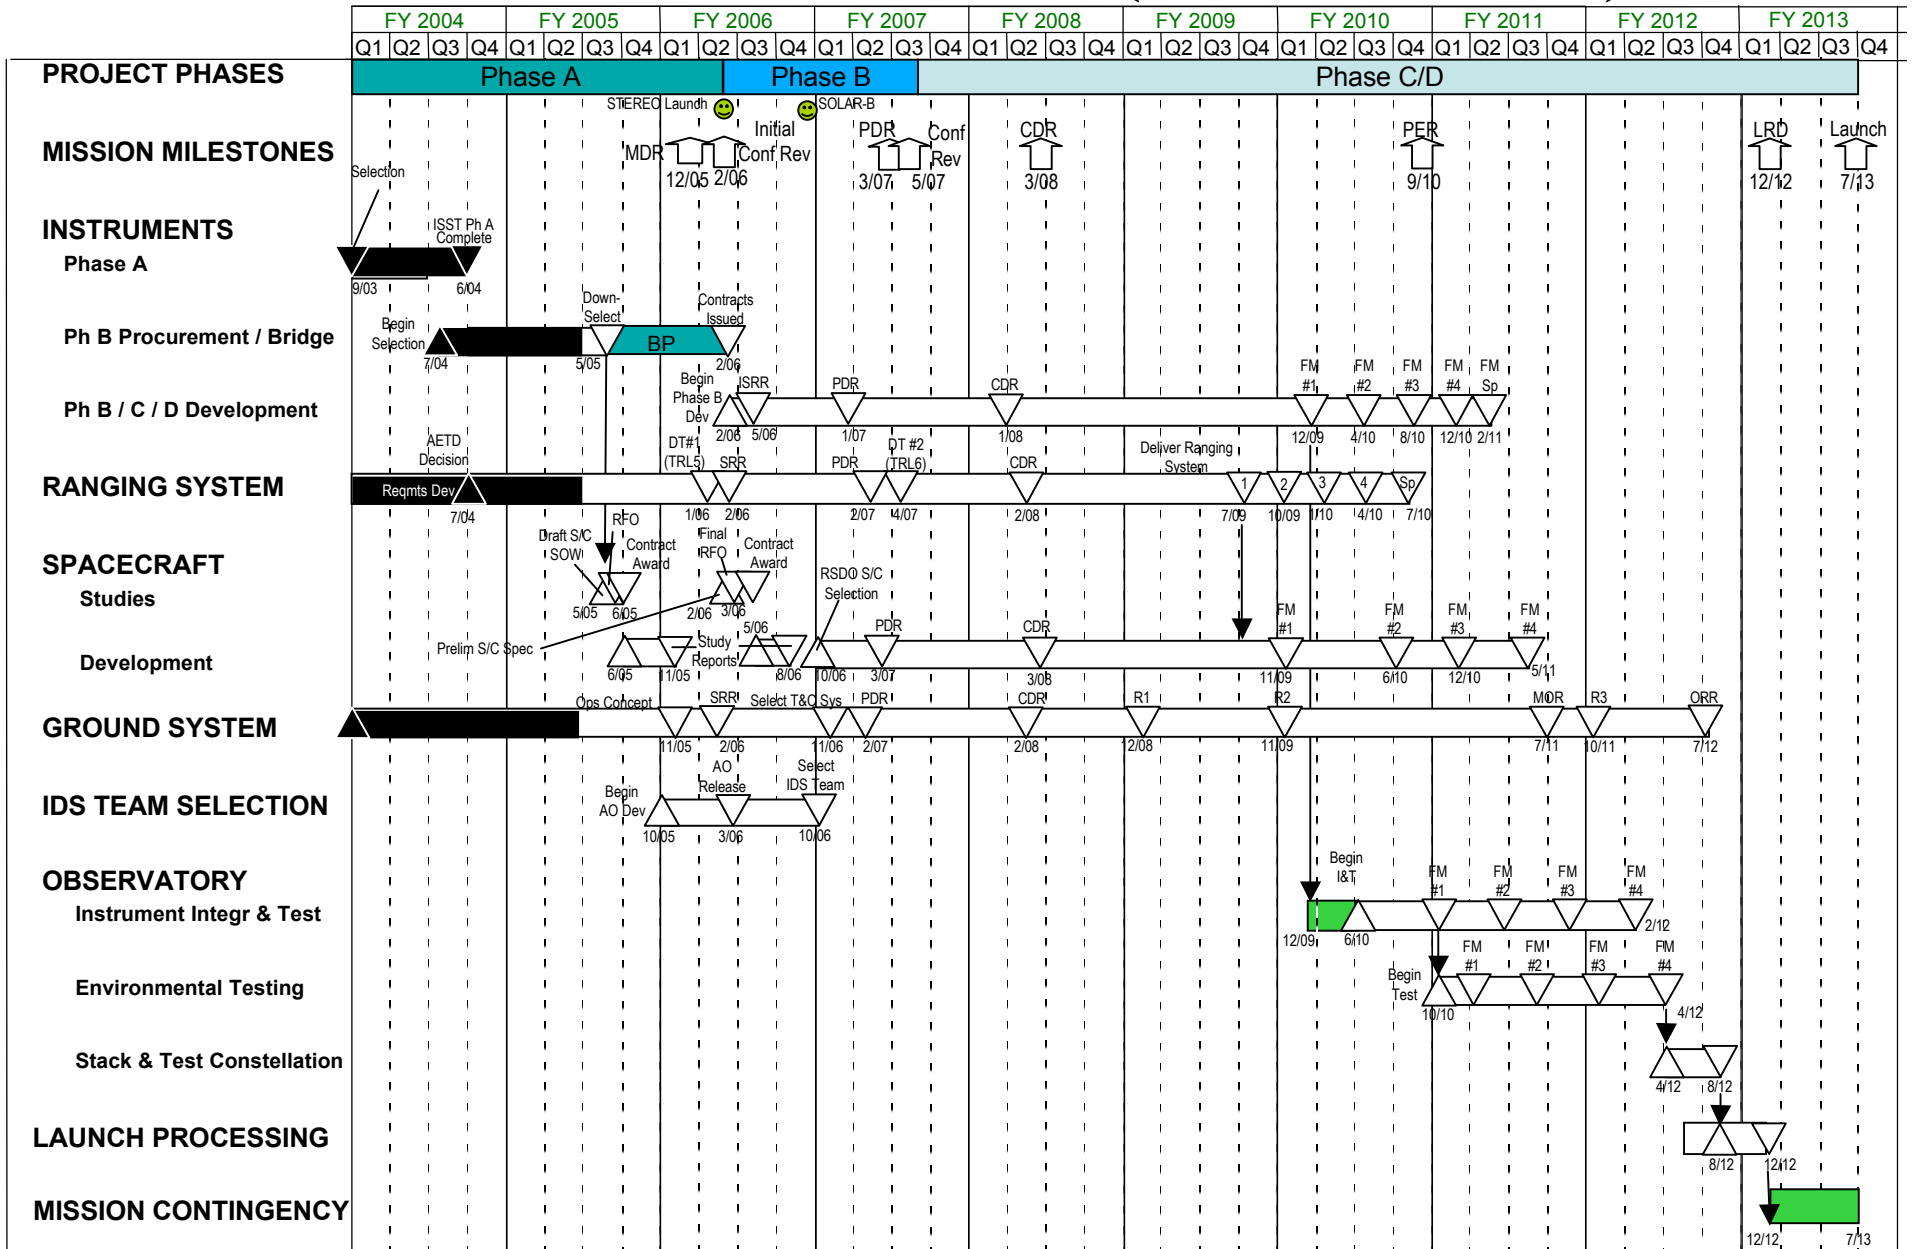 FY 2004 FY 2005 FY 2006 FY 2007 FY 2008 FY 2009 FY 2010 FY 2011 FY 2012 FY 2013
Q1 Q2 Q3 Q4 Q1 Q2 Q3 Q4 Q1 Q2 Q3 Q4 Q1 Q2 Q3 Q4 Q1 Q2 Q3 Q4 Q1 Q2 Q3 Q4 Q1 Q2 Q3 Q4 Q1 Q2 Q3 Q4 Q1 Q2 Q3 Q4 Q1 Q2 Q3 Q4
PROJECT PHASES Phase A Phase B Phase C/D
STEREO Launch SOLAR-B
MISSION MILESTONES
MDR
12/05
Initial
Conf Rev
2/06
PDR
3/07
Conf
Rev
5/07
CDR
3/08
PER
9/10
LRD
12/12
Launch
7/13
INSTRUMENTS
Phase A
Selection
9/03
ISST Ph A
Complete
6/04
Ph B Procurement / Bridge
Begin
Selection
7/04
Down-
Select
5/05
BP
Contracts
Issued
2/06
Ph B / C / D Development
Begin
Phase B
Dev
2/06
ISRR
5/06
PDR
1/07
CDR
1/08
FM
#1
12/09
FM
#2
4/10
FM
#3
8/10
FM
#4
12/10
FM
Sp
2/11
RANGING SYSTEM
Reqmts Dev
AETD
Decision
7/04
DT#1
(TRL5)
1/06
SRR
2/06
PDR
2/07
DT #2
(TRL6)
4/07
CDR
2/08
Deliver Ranging
System
1 2 3 4 Sp
7/09 10/09 1/10 4/10 7/10
SPACECRAFT
Studies
Draft S/C
SOW
5/05
RFO
Contract
Award
6/05
Prelim S/C Spec
2/06
Final
RFO
3/06
Contract
Award
5/06
RSDO S/C
Selection
Development
6/05
11/05
Study
Reports
8/06
10/06
PDR
3/07
CDR
3/08
FM
#1
11/09
FM
#2
6/10
FM
#3
12/10
FM
#4
5/11
GROUND SYSTEM
Ops Concept
11/05
SRR
2/06
Select T&C Sys
11/06
PDR
2/07
CDR
2/08
R1
12/08
R2
11/09
MOR
7/11
R3
10/11
ORR
7/12
IDS TEAM SELECTION
Begin
AO Dev
10/05
AO
Release
3/06
Select
IDS Team
10/06
OBSERVATORY
Instrument Integr & Test
12/09
Begin
I&T
6/10
FM
#1
FM
#2
FM
#3
FM
#4
2/12
Environmental Testing
Begin
Test
10/10
FM
#1
FM
#2
FM
#3
FM
#4
4/12
Stack & Test Constellation
4/12 8/12
LAUNCH PROCESSING
8/12 12/12
MISSION CONTINGENCY
12/12 7/13